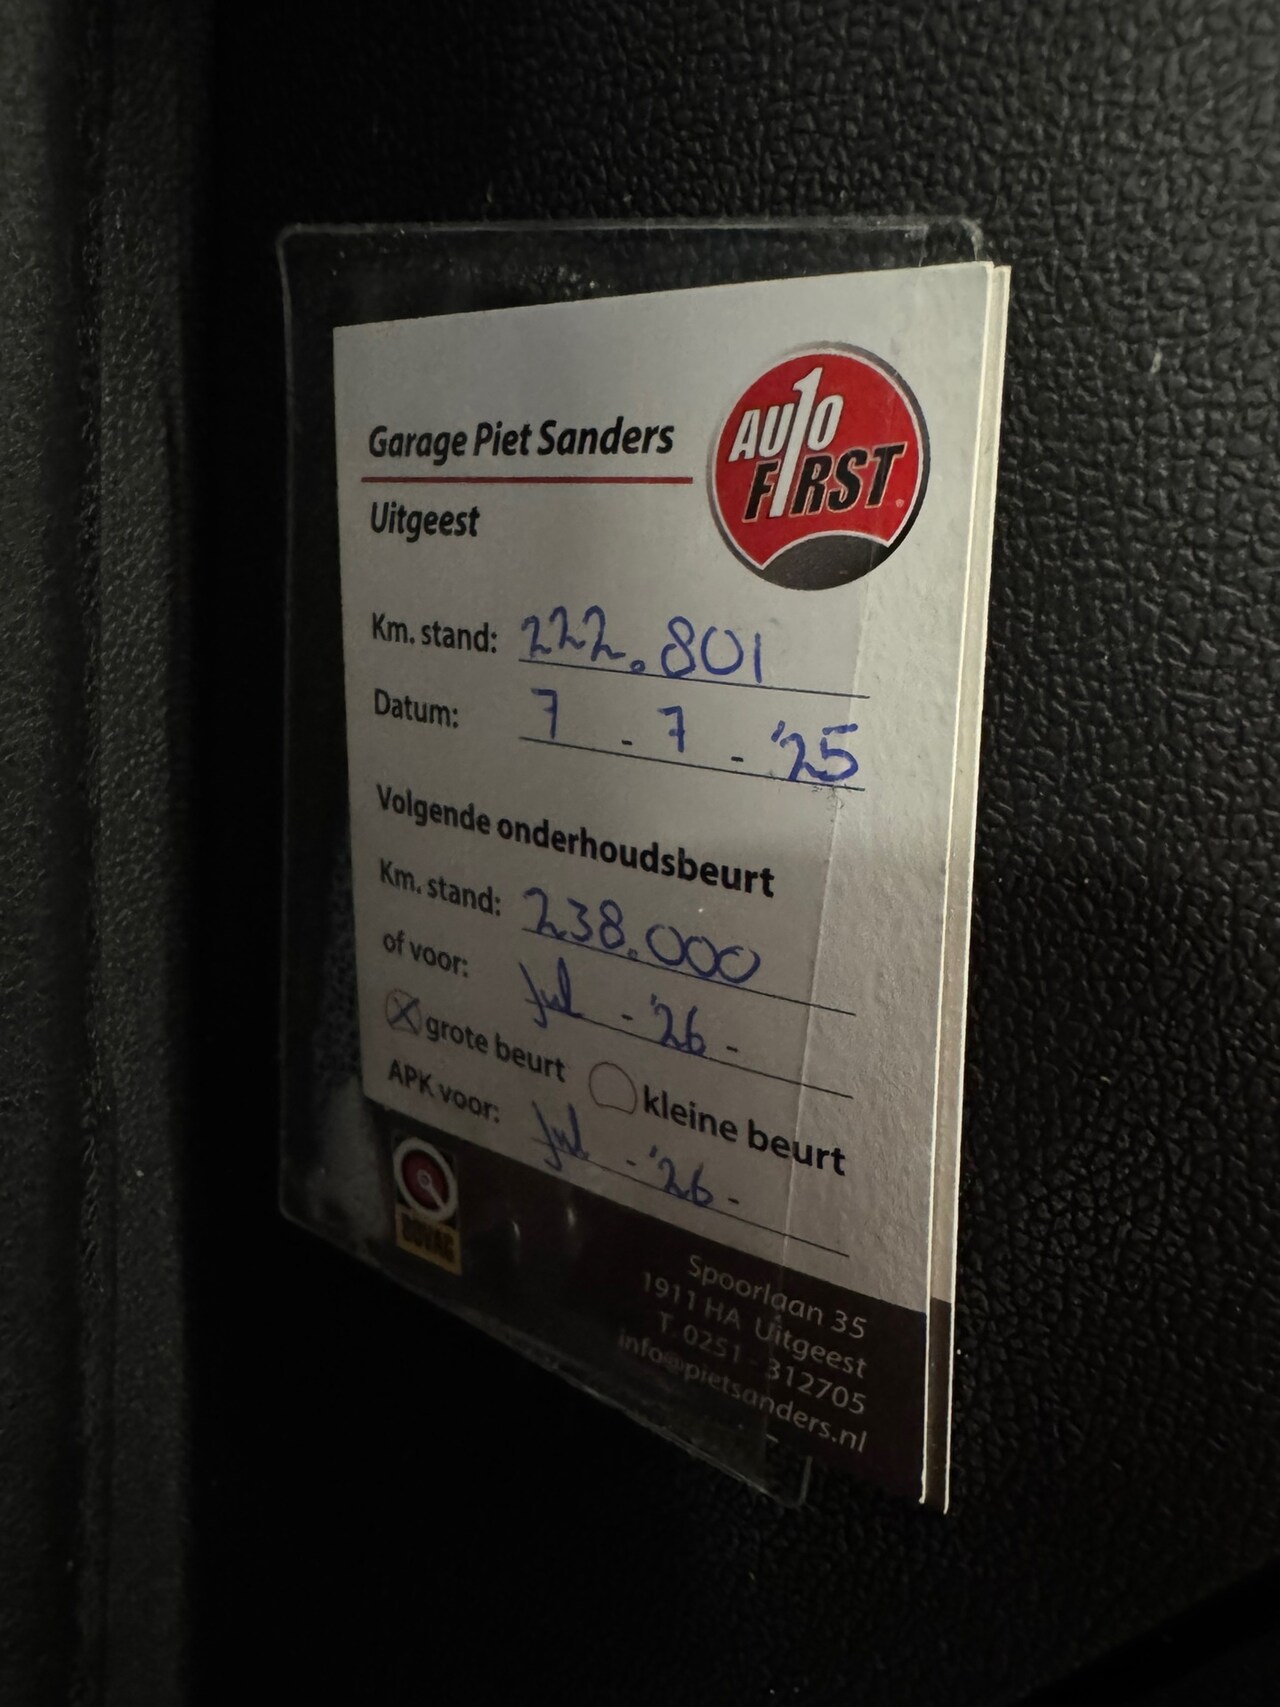 Garage Piet Sanders
Uitgeest
AUTO
F1RST
Km. stand: 222.801
Datum: 7 - 7 - '25
Volgende onderhoudsbeurt
Km. stand: 238.000
of voor: Jul - '26 -
grote beurt kleine beurt
APK voor: Jul - '26 -
BOVAG
Spoorlaan 35
1911 HA Uitgeest
T. 0251 - 312705
info@pietsanders.nl